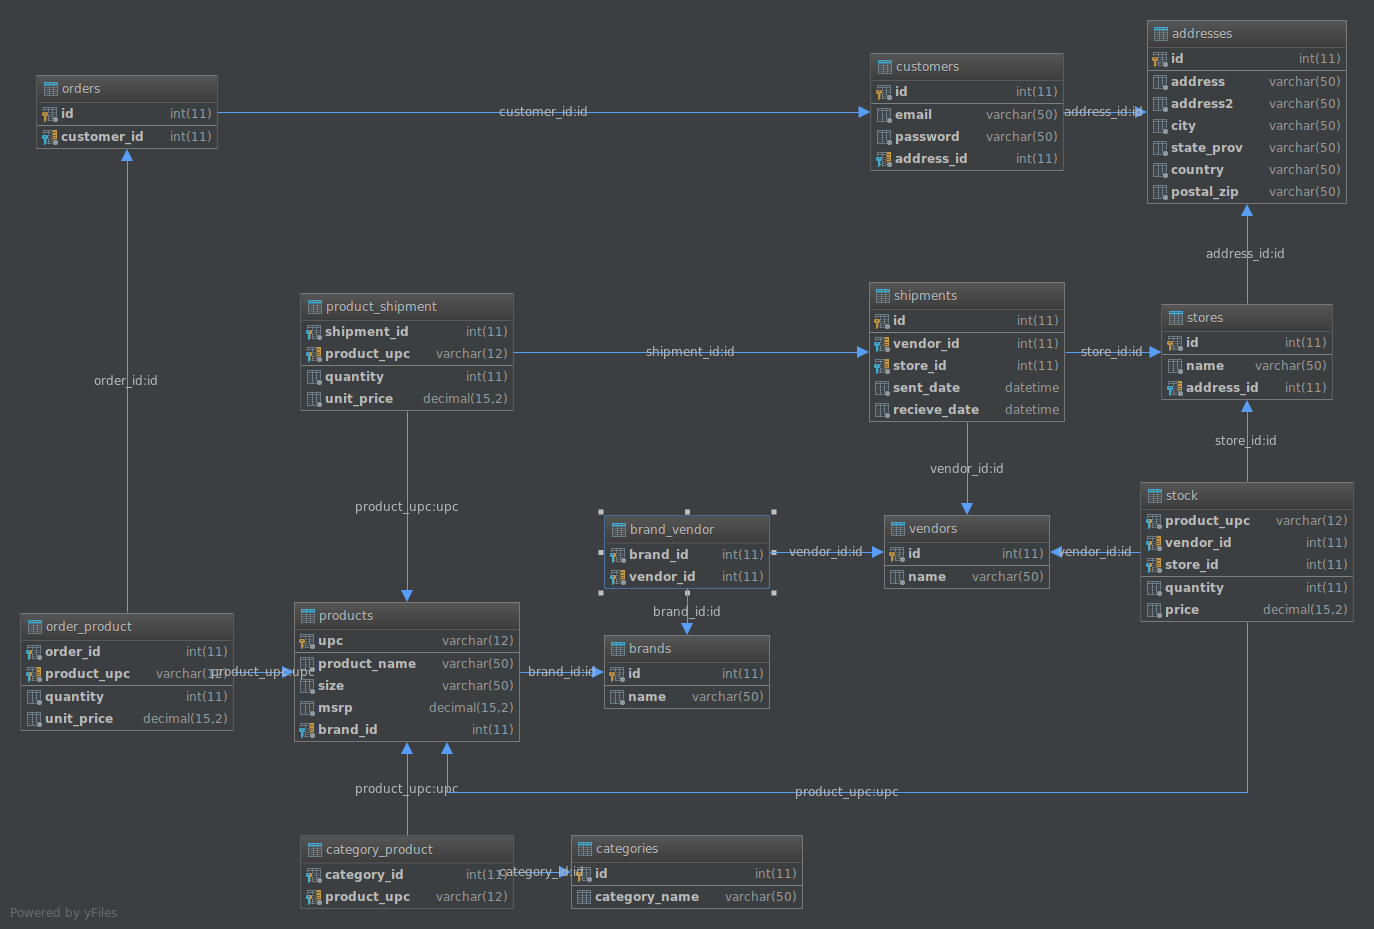 orders
id int(11)
customer_id int(11)
customer_id:id
customers
id int(11)
email varchar(50)
password varchar(50)
address_id int(11)
address_id:id
addresses
id int(11)
address varchar(50)
address2 varchar(50)
city varchar(50)
state_prov varchar(50)
country varchar(50)
postal_zip varchar(50)
address_id:id
order_id:id
product_shipment
shipment_id int(11)
product_upc varchar(12)
quantity int(11)
unit_price decimal(15,2)
shipment_id:id
shipments
id int(11)
vendor_id int(11)
store_id int(11)
sent_date datetime
recieve_date datetime
store_id:id
stores
id int(11)
name varchar(50)
address_id int(11)
store_id:id
vendor_id:id
product_upc:upc
brand_vendor
brand_id int(11)
vendor_id int(11)
vendor_id:id
vendors
id int(11)
name varchar(50)
vendor_id:id
stock
product_upc varchar(12)
vendor_id int(11)
store_id int(11)
quantity int(11)
price decimal(15,2)
brand_id:id
order_product
order_id int(11)
product_upc varchar(12)
quantity int(11)
unit_price decimal(15,2)
product_upc:upc
products
upc varchar(12)
product_name varchar(50)
size varchar(50)
msrp decimal(15,2)
brand_id int(11)
brand_id:id
brands
id int(11)
name varchar(50)
product_upc:upc
product_upc:upc
category_product
category_id int(11)
product_upc varchar(12)
category_id:id
categories
id int(11)
category_name varchar(50)
Powered by yFiles